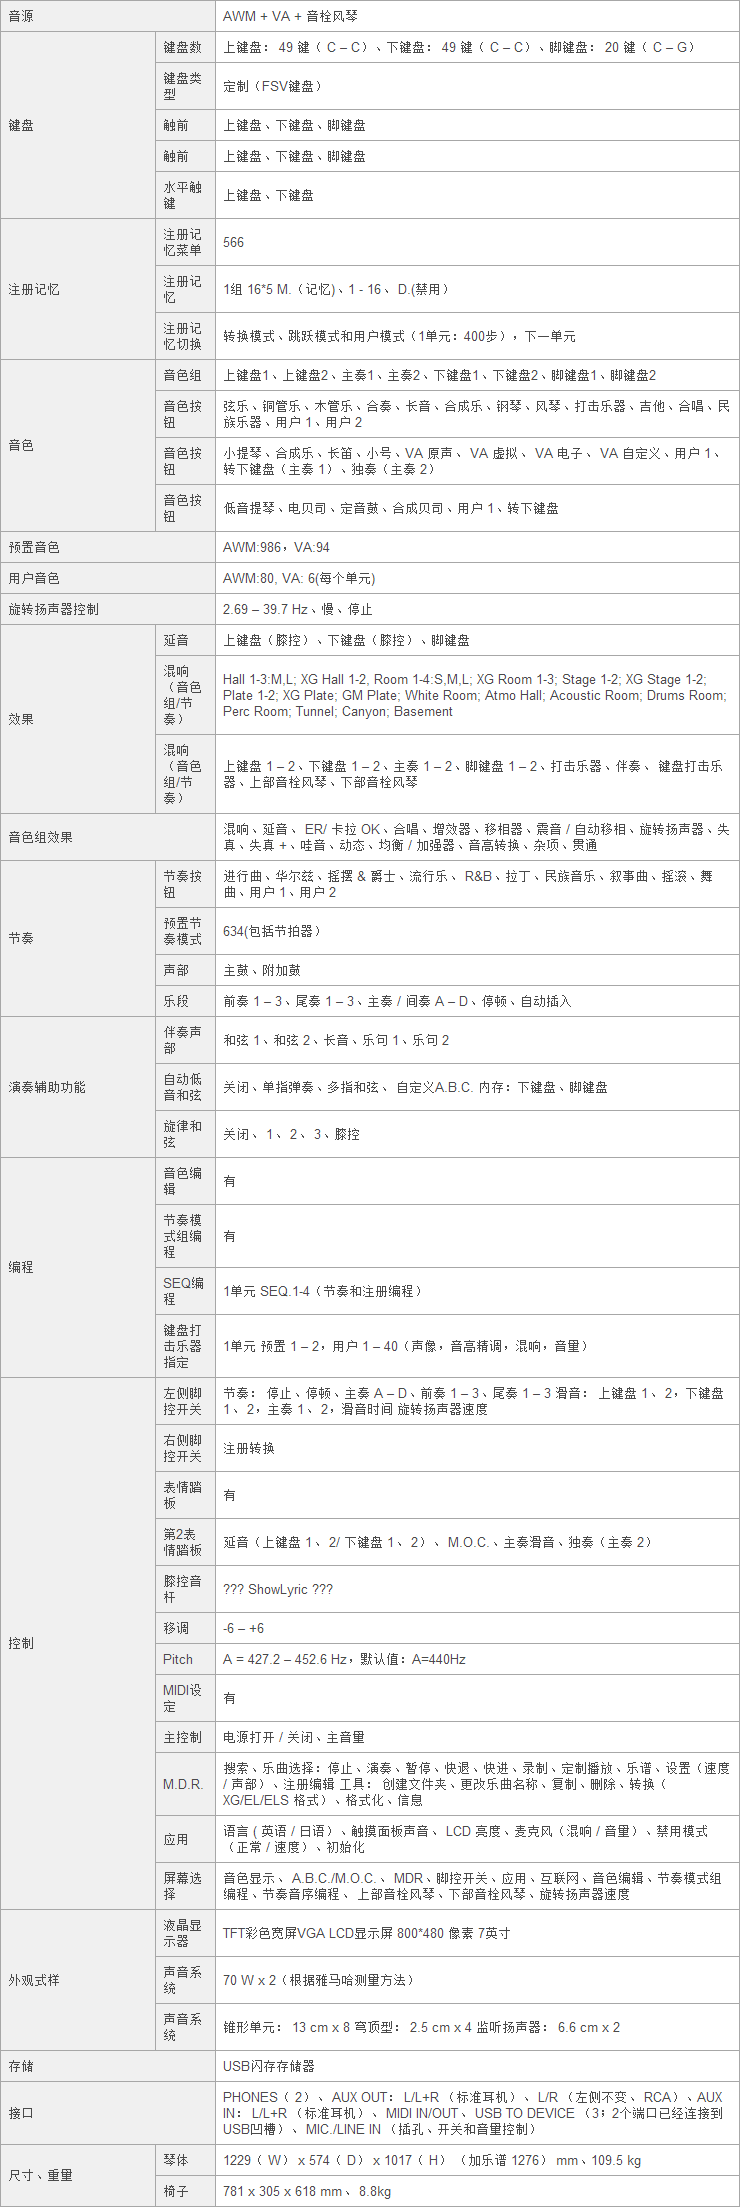 音源
AWM + VA + 音栓风琴
键盘
键盘数
上键盘： 49 键（ C – C）、下键盘： 49 键（ C – C）、脚键盘： 20 键（ C – G）
键盘类
型
定制（FSV键盘）
触前
上键盘、下键盘、脚键盘
触前
上键盘、下键盘、脚键盘
水平触
键
上键盘、下键盘
注册记忆
注册记
忆菜单
566
注册记
忆
1组 16*5 M.（记忆）、1 - 16、 D.(禁用）
注册记
忆切换
转换模式、跳跃模式和用户模式（1单元：400步），下一单元
音色
音色组
上键盘1、上键盘2、主奏1、主奏2、下键盘1、下键盘2、脚键盘1、脚键盘2
音色按
钮
弦乐、铜管乐、木管乐、合奏、长音、合成乐、钢琴、风琴、打击乐器、吉他、合唱、民
族乐器、用户 1、用户 2
音色按
钮
小提琴、合成乐、长笛、小号、VA 原声、 VA 虚拟、 VA 电子、 VA 自定义、用户 1、
转下键盘（主奏 1）、独奏（主奏 2）
音色按
钮
低音提琴、电贝司、定音鼓、合成贝司、用户 1、转下键盘
预置音色
AWM:986，VA:94
用户音色
AWM:80, VA: 6(每个单元)
旋转扬声器控制
2.69 – 39.7 Hz、慢、停止
效果
延音
上键盘（膝控）、下键盘（膝控）、脚键盘
混响
（音色
组/节
奏）
Hall 1-3:M,L; XG Hall 1-2, Room 1-4:S,M,L; XG Room 1-3; Stage 1-2; XG Stage 1-2;
Plate 1-2; XG Plate; GM Plate; White Room; Atmo Hall; Acoustic Room; Drums Room;
Perc Room; Tunnel; Canyon; Basement
混响
（音色
组/节
奏）
上键盘 1 – 2、下键盘 1 – 2、主奏 1 – 2、脚键盘 1 – 2、打击乐器、伴奏、 键盘打击乐
器、上部音栓风琴、下部音栓风琴
音色组效果
混响、延音、 ER/ 卡拉 OK、合唱、增效器、移相器、震音 / 自动移相、旋转扬声器、失
真、失真 +、哇音、动态、均衡 / 加强器、音高转换、杂项、贯通
节奏
节奏按
钮
进行曲、华尔兹、摇摆 & 爵士、流行乐、 R&B、拉丁、民族音乐、叙事曲、摇滚、舞
曲、用户 1、用户 2
预置节
奏模式
634(包括节拍器）
声部
主鼓、附加鼓
乐段
前奏 1 – 3、尾奏 1 – 3、主奏 / 间奏 A – D、停顿、自动插入
演奏辅助功能
伴奏声
部
和弦 1、和弦 2、长音、乐句 1、乐句 2
自动低
音和弦
关闭、单指弹奏、多指和弦、 自定义A.B.C. 内存：下键盘、脚键盘
旋律和
弦
关闭、 1、 2、 3、膝控
编程
音色编
辑
有
节奏模
式组编
程
有
SEQ编
程
1单元 SEQ.1-4（节奏和注册编程）
键盘打
击乐器
指定
1单元 预置 1 – 2，用户 1 – 40（声像，音高精调，混响，音量）
控制
左侧脚
控开关
节奏： 停止、停顿、主奏 A – D、前奏 1 – 3、尾奏 1 – 3 滑音： 上键盘 1、 2，下键盘
1、 2，主奏 1、 2，滑音时间 旋转扬声器速度
右侧脚
控开关
注册转换
表情踏
板
有
第2表
情踏板
延音（上键盘 1、 2/ 下键盘 1、 2）、 M.O.C.、主奏滑音、独奏（主奏 2）
膝控音
杆
??? ShowLyric ???
移调
-6 – +6
Pitch
A = 427.2 – 452.6 Hz，默认值：A=440Hz
MIDI设
定
有
主控制
电源打开 / 关闭、主音量
M.D.R.
搜索、乐曲选择：停止、演奏、暂停、快退、快进、录制、定制播放、乐谱、设置（速度
/ 声部）、注册编辑 工具： 创建文件夹、更改乐曲名称、复制、删除、转换（
XG/EL/ELS 格式）、格式化、信息
应用
语言 ( 英语 / 日语）、触摸面板声音、 LCD 亮度、麦克风（混响 / 音量）、禁用模式
（正常 / 速度）、初始化
屏幕选
择
音色显示、 A.B.C./M.O.C.、 MDR、脚控开关、应用、互联网、音色编辑、节奏模式组
编程、节奏音序编程、 上部音栓风琴、下部音栓风琴、旋转扬声器速度
外观式样
液晶显
示器
TFT彩色宽屏VGA LCD显示屏 800*480 像素 7英寸
声音系
统
70 W x 2（根据雅马哈测量方法）
声音系
统
锥形单元： 13 cm x 8 穹顶型： 2.5 cm x 4 监听扬声器： 6.6 cm x 2
存储
USB闪存存储器
接口
PHONES（ 2）、 AUX OUT： L/L+R （标准耳机）、 L/R （左侧不变、 RCA）、AUX
IN： L/L+R （标准耳机）、 MIDI IN/OUT、 USB TO DEVICE （3；2个端口已经连接到
USB凹槽）、 MIC./LINE IN （插孔、开关和音量控制）
尺寸、重量
琴体
1229（ W） x 574（ D） x 1017（ H） （加乐谱 1276） mm、109.5 kg
椅子
781 x 305 x 618 mm、 8.8kg